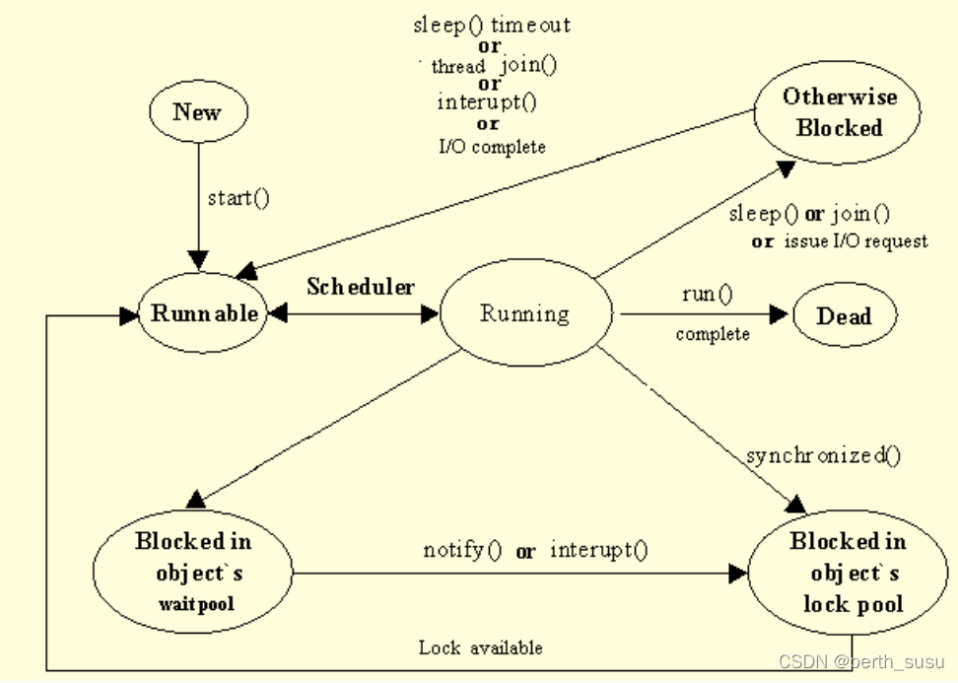 sleep() timeout
or
thread join()
or
interupt()
or
I/O complete
New
Otherwise
Blocked
start()
sleep() or join()
or issue I/O request
Scheduler
Runnable
Running
run()
complete
Dead
synchronized()
Blocked in
object`s
waitpool
notify() or interupt()
Blocked in
object`s
lock pool
Lock available
CSDN @perth_susu